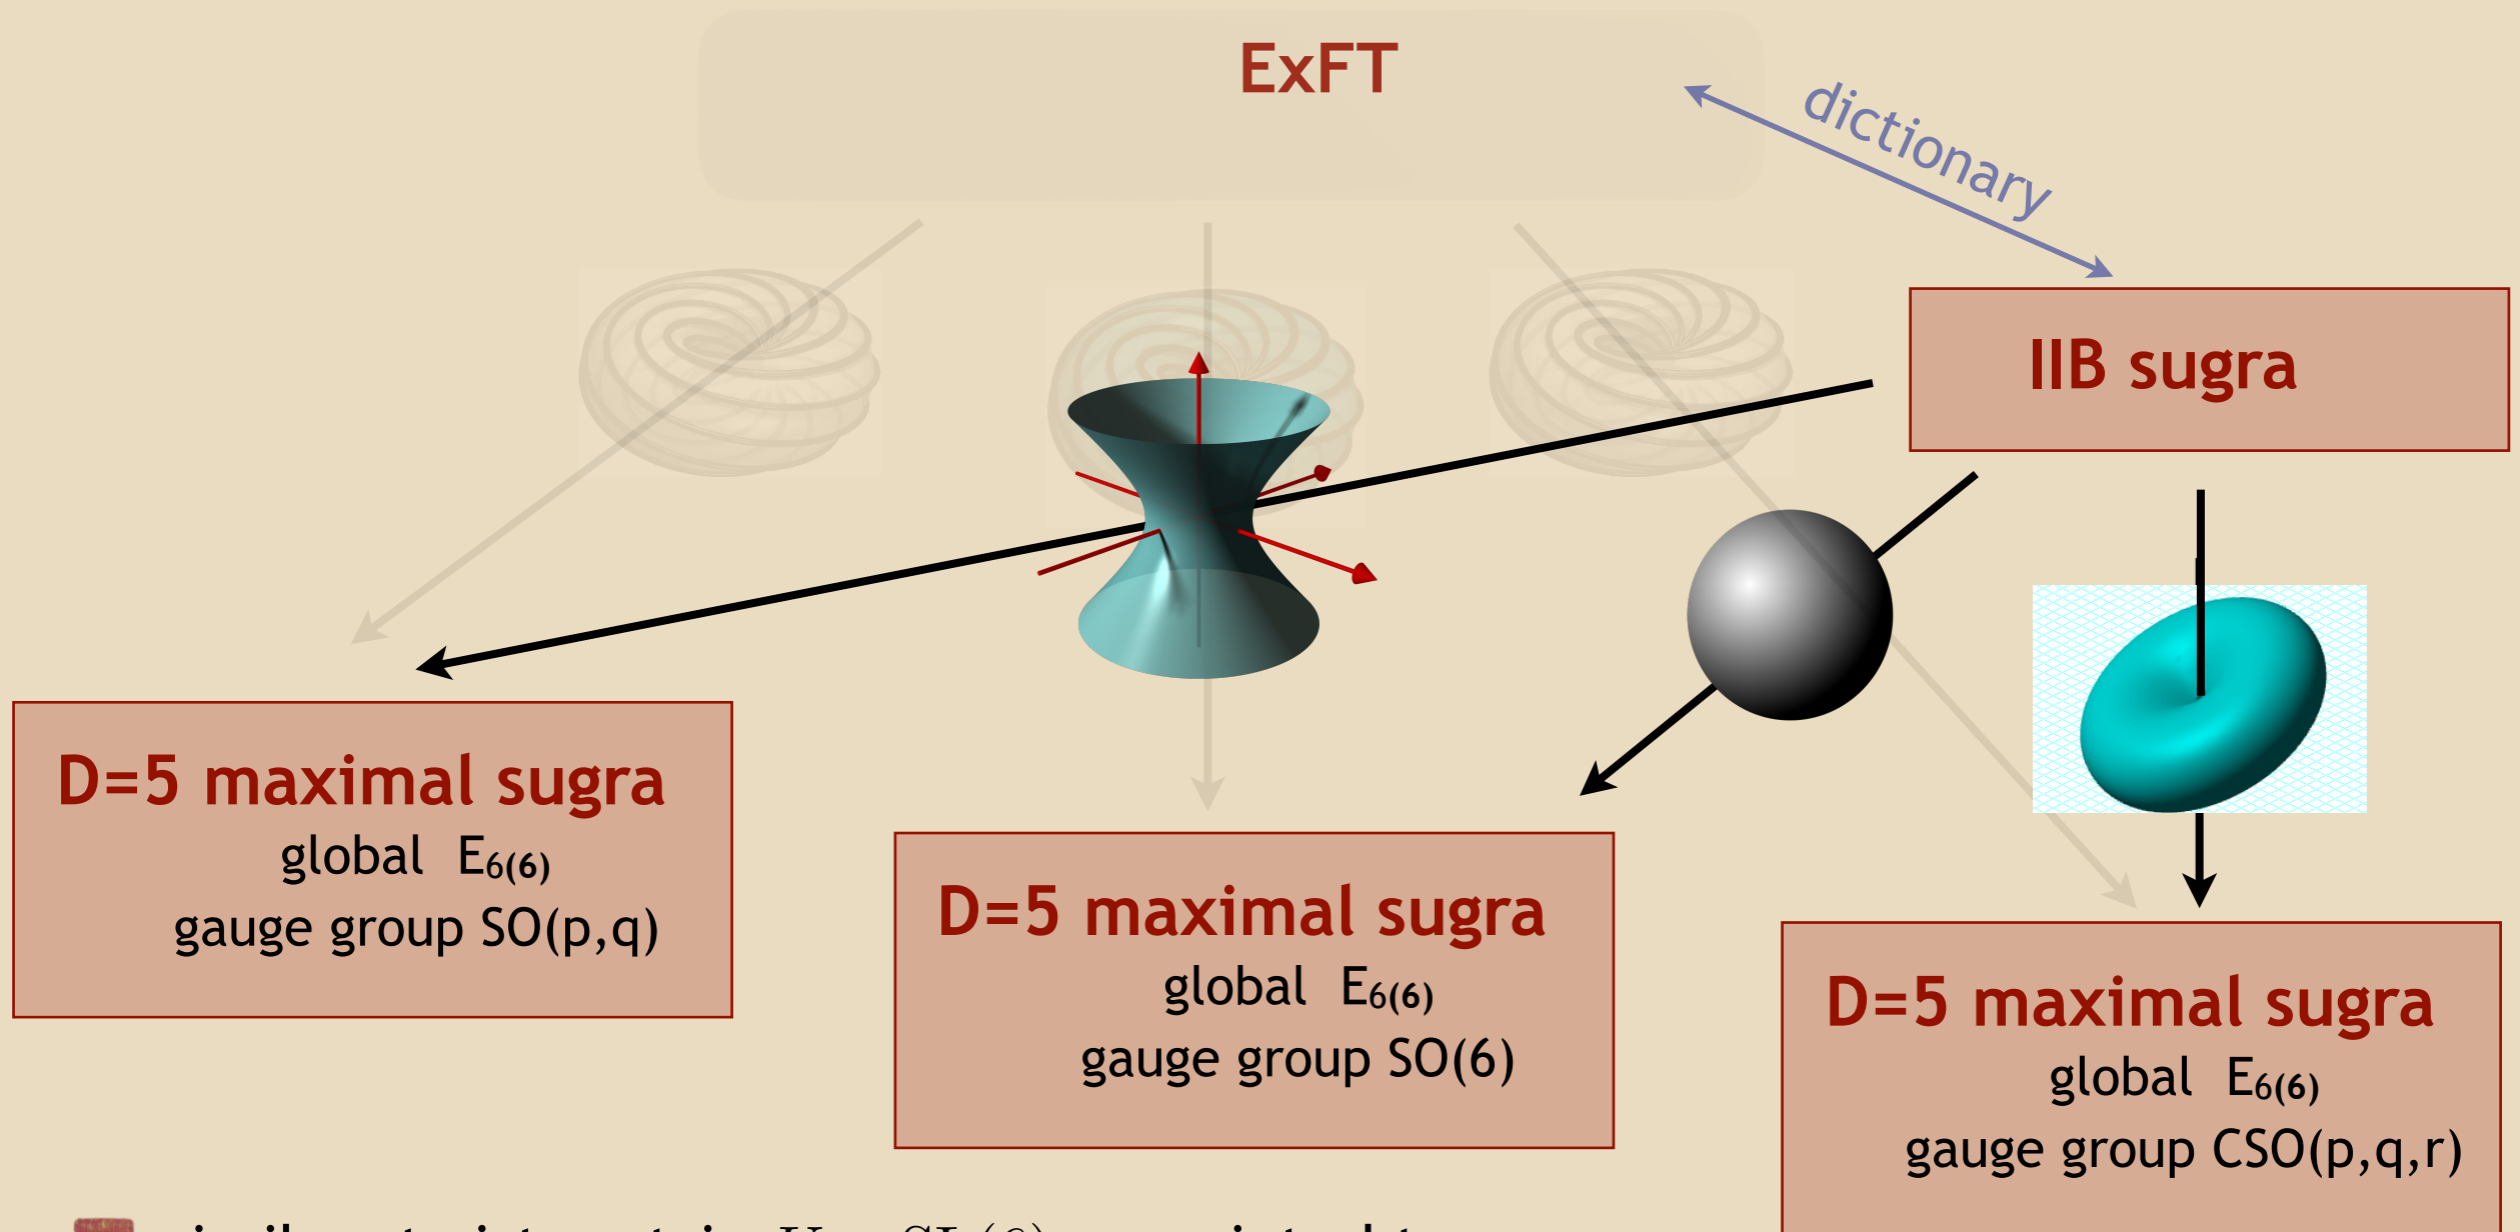 ExFT
dictionary
IIB sugra
D=5 maximal sugra
global E6(6)
gauge group SO(p,q)
D=5 maximal sugra
global E6(6)
gauge group SO(6)
D=5 maximal sugra
global E6(6)
gauge group CSO(p,q,r)